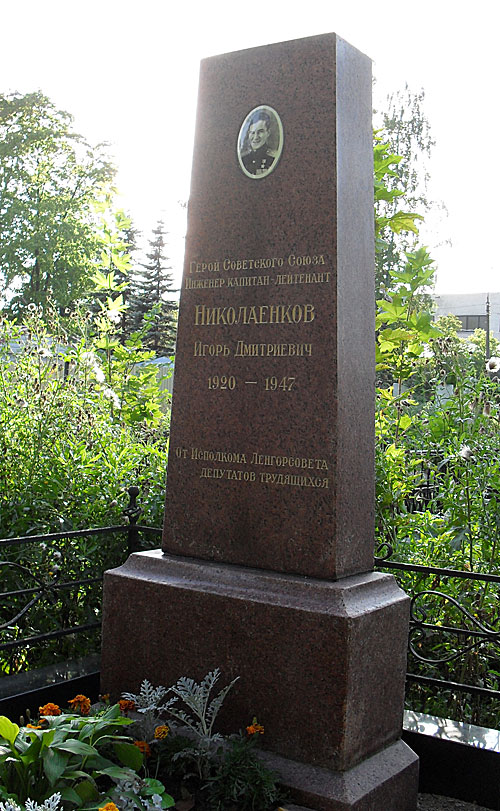 Герой Советского Союза
Инженер капитан-лейтенант
Николаенков
Игорь Дмитриевич
1920 — 1947
От Исполкома Ленгорсовета
депутатов трудящихся